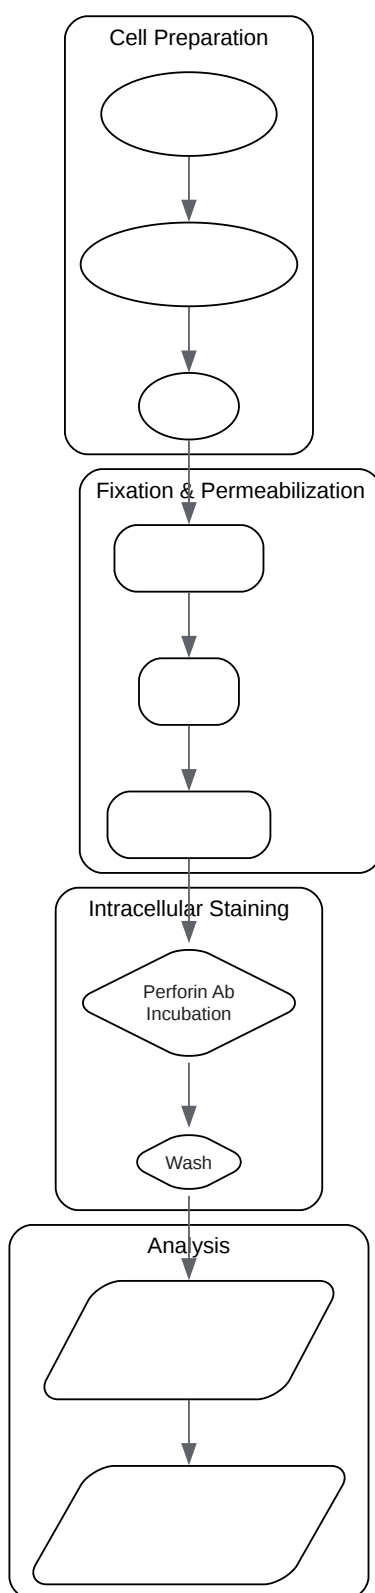 Cell Preparation
Fixation & Permeabilization
Intracellular Staining
Perforin Ab
Incubation
Wash
Analysis